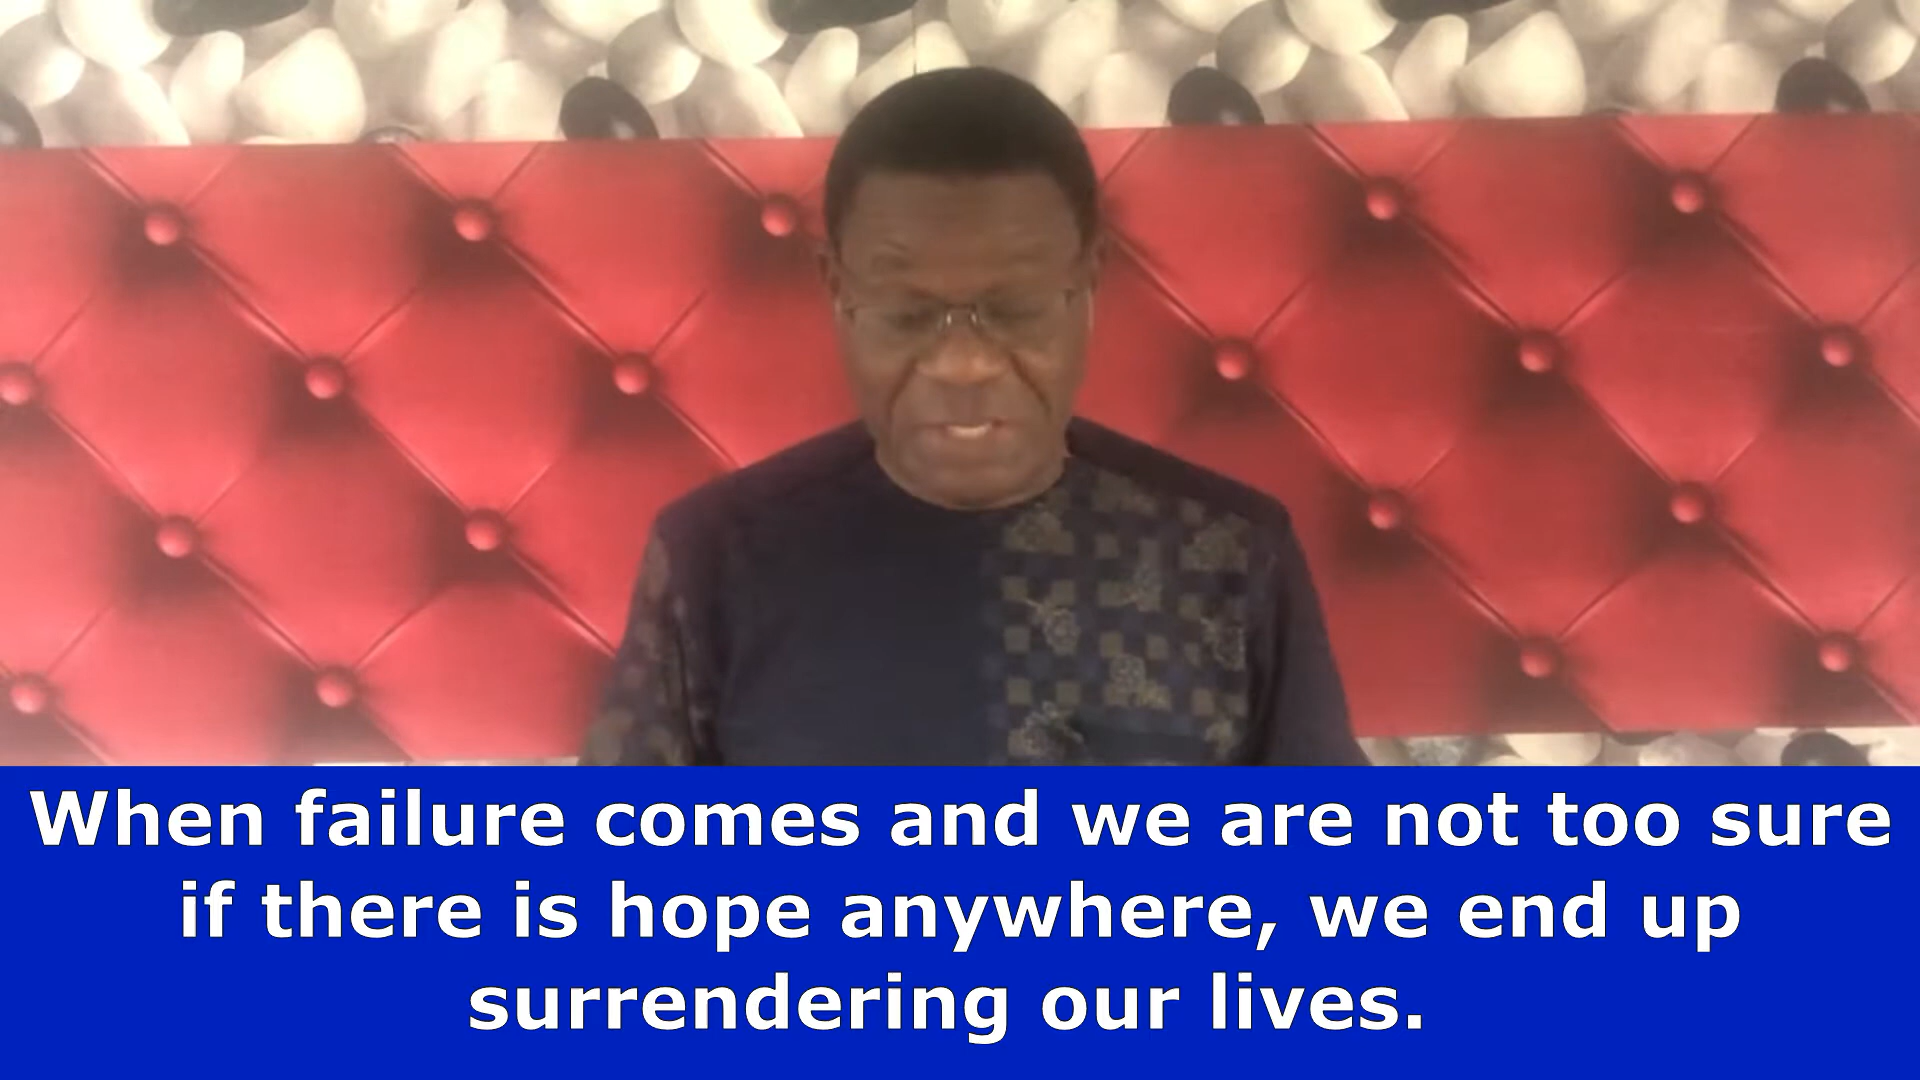 When failure comes and we are not too sure
if there is hope anywhere, we end up
surrendering our lives.